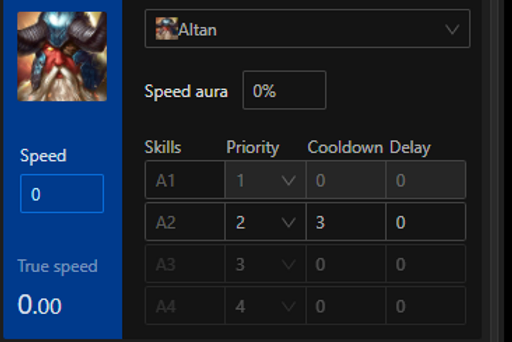 Altan
Speed aura 0%
Skills Priority Cooldown Delay
A1 1 0 0
Speed
0
A2 2 3 0
A3 3 0 0
True speed
0.00
A4 4 0 0